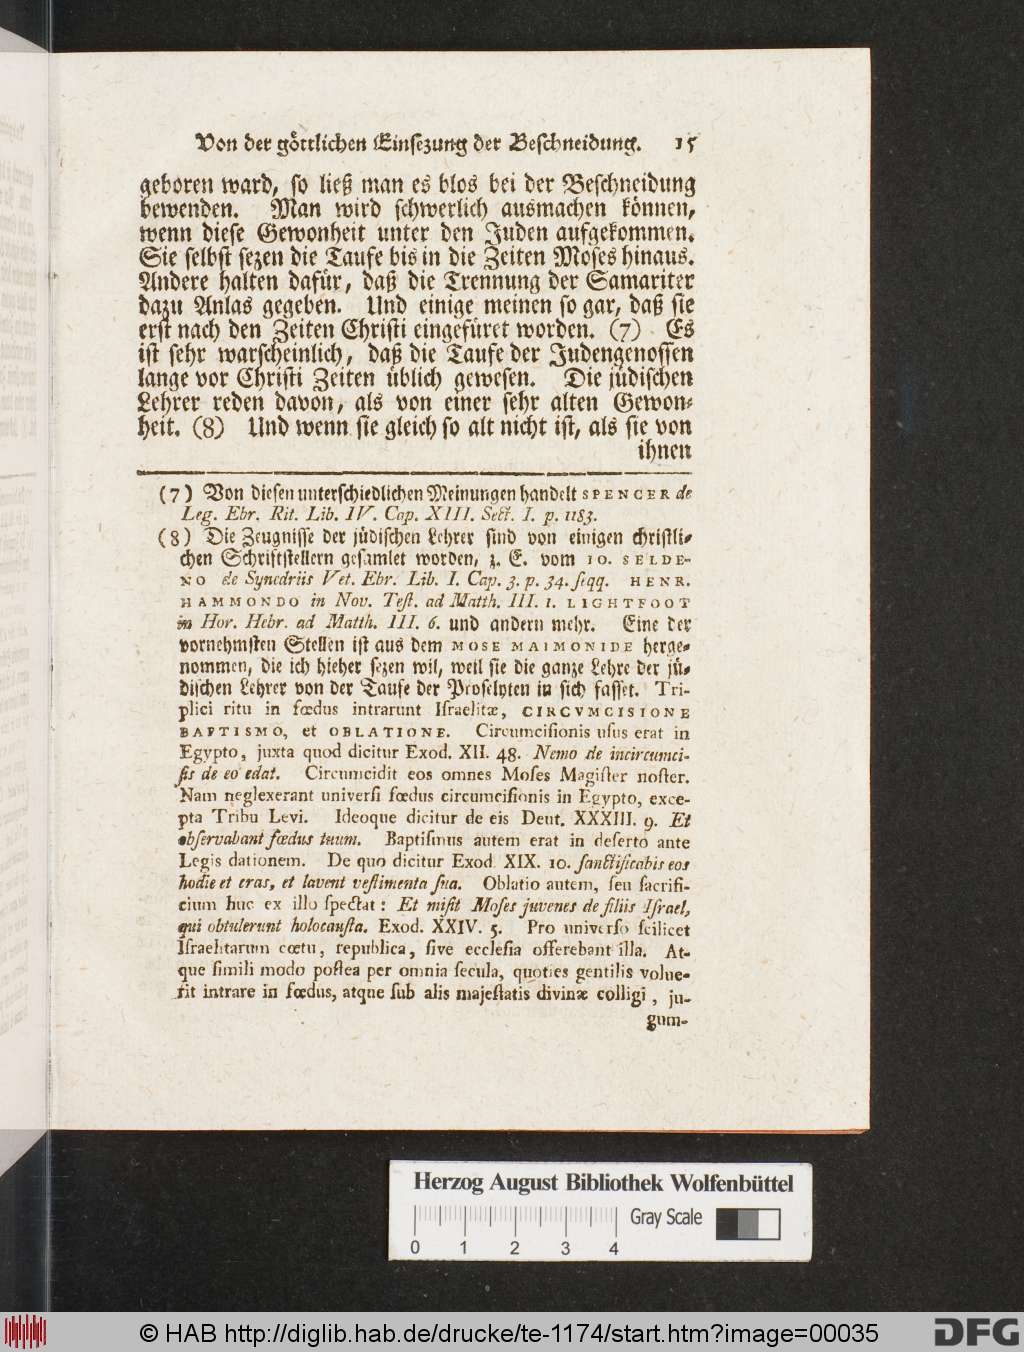 Von der göttlichen Einsezung der Beschneidung. 15
geboren ward, so ließ man es blos bei der Beschneidung
bewenden. Man wird schwerlich ausmachen können,
wenn diese Gewonheit unter den Juden aufgekommen.
Sie selbst sezen die Taufe bis in die Zeiten Moses hinaus.
Andere halten dafür, daß die Trennung der Samariter
dazu Anlas gegeben. Und einige meinen so gar, daß sie
erst nach den Zeiten Christi eingefüret worden. (7) Es
ist sehr warscheinlich, daß die Taufe der Judengenossen
lange vor Christi Zeiten üblich gewesen. Die jüdischen
Lehrer reden davon, als von einer sehr alten Gewon-
heit. (8) Und wenn sie gleich so alt nicht ist, als sie von
ihnen
(7) Von diesen unterschiedlichen Meinungen handelt SPENCER de
Leg. Ebr. Rit. Lib. IV. Cap. XIII. Sect. I. p. 1183.
(8) Die Zeugnisse der jüdischen Lehrer sind von einigen christli-
chen Schriftstellern gesamlet worden, z. E. vom IO. SELDE-
NO de Synedriis Vet. Ebr. Lib. I. Cap. 3. p. 34. ſeqq. HENR.
HAMMONDO in Nov. Teſt. ad Matth. III. 1. LIGHTFOOT
in Hor. Hebr. ad Matth. III. 6. und andern mehr. Eine der
vornehmsten Stellen ist aus dem MOSE MAIMONIDE herge-
nommen, die ich hieher sezen wil, weil sie die ganze Lehre der jü-
dischen Lehrer von der Taufe der Proselyten in sich fasset. Tri-
plici ritu in fœdus intrarunt Iſraelitæ, CIRCVMCISIONE
BAPTISMO, et OBLATIONE. Circumciſionis uſus erat in
Egypto, juxta quod dicitur Exod. XII. 48. Nemo de incircumci-
ſis de eo edat. Circumcidit eos omnes Moſes Magiſter noſter.
Nam neglexerant univerſi fœdus circumciſionis in Egypto, exce-
pta Tribu Levi. Ideoque dicitur de eis Deut. XXXIII. 9. Et
obſervabant fœdus tuum. Baptiſmus autem erat in deſerto ante
Legis dationem. De quo dicitur Exod. XIX. 10. ſanctificabis eos
hodie et cras, et lavent veſtimenta ſua. Oblatio autem, ſeu ſacrifi-
cium huc ex illo ſpectat: Et miſit Moſes juvenes de filiis Iſrael,
qui obtulerunt holocauſta. Exod. XXIV. 5. Pro univerſo ſcilicet
Iſraelitarum cœtu, republica, ſive eccleſia offerebant illa. At-
que ſimili modo poſtea per omnia ſecula, quoties gentilis volue-
rit intrare in fœdus, atque ſub alis majeſtatis divinæ colligi, ju-
gum-
Herzog August Bibliothek Wolfenbüttel
Gray Scale
0 1 2 3 4
© HAB http://diglib.hab.de/drucke/te-1174/start.htm?image=00035
DFG